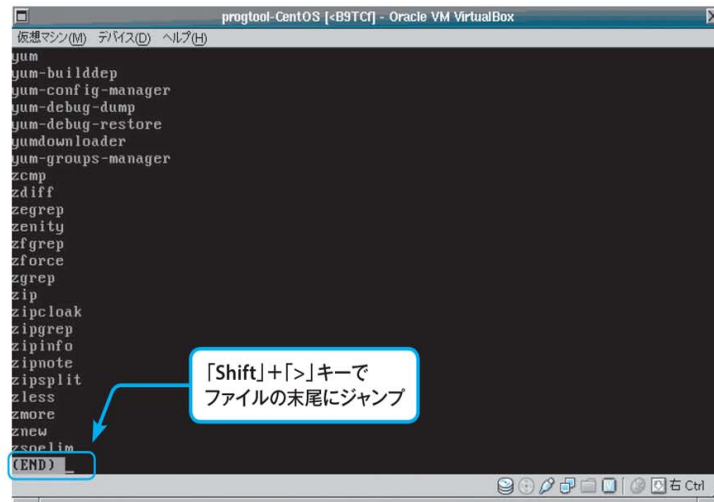 progtool-CentOS [<B9TCf] - Oracle VM VirtualBox
仮想マシン(M) デバイス(D) ヘルプ(H)
yum
yum-builddep
yum-config-manager
yum-debug-dump
yum-debug-restore
yumdownloader
yum-groups-manager
zcmp
zdiff
zegrep
zenity
zfgrep
zforce
zgrep
zip
zipcloak
zipgrep
zipinfo
zipnote
zipsplit
zless
zmore
znew
zsoelim
(END)
「Shift」+「>」キーで
ファイルの末尾にジャンプ
右 Ctrl